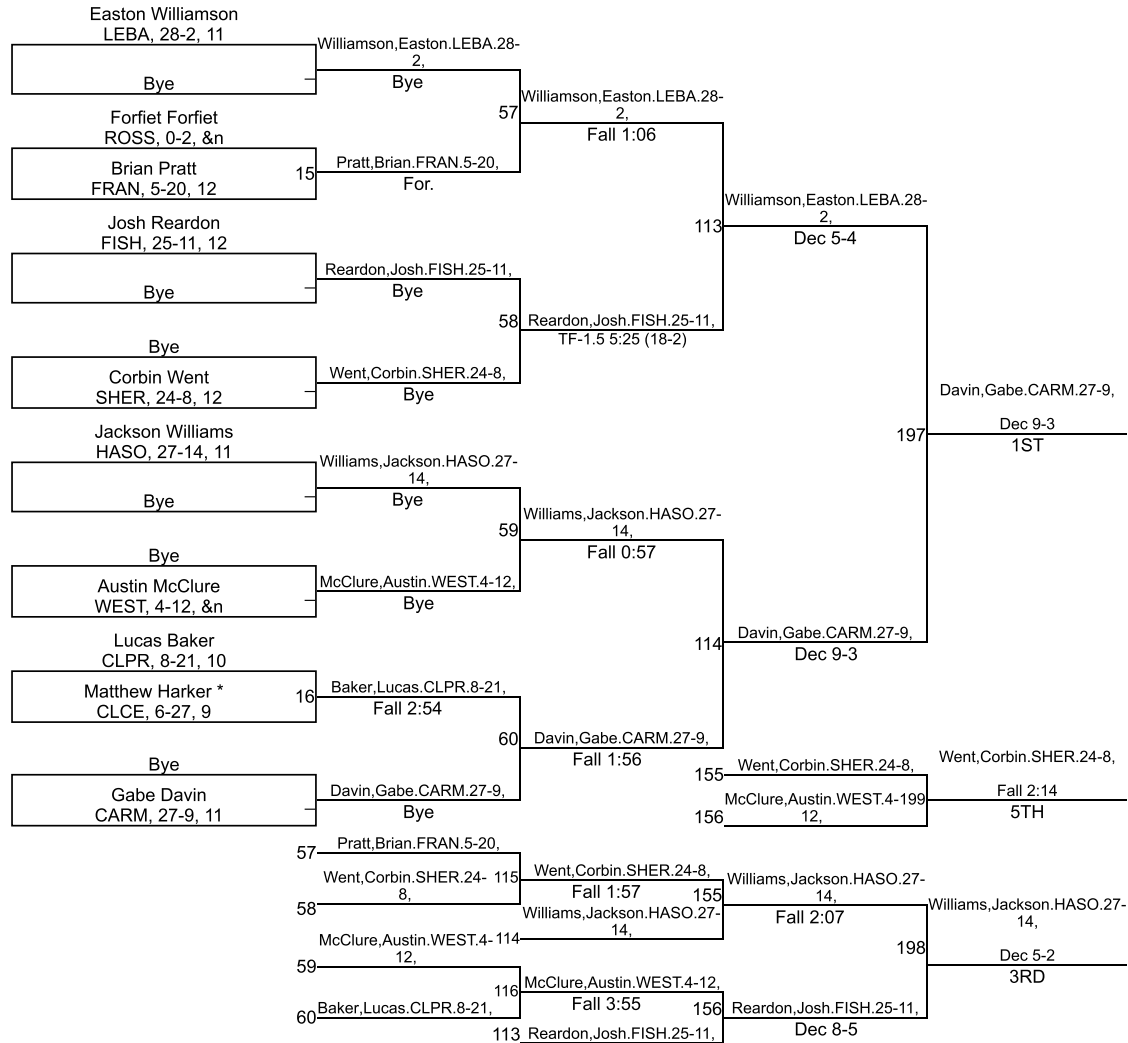 Easton Williamson
LEBA, 28-2, 11
Bye
Williamson,Easton.LEBA.28-
2,
Bye
57
Williamson,Easton.LEBA.28-
2,
Fall 1:06
Forfiet Forfiet
ROSS, 0-2, &n
Brian Pratt
FRAN, 5-20, 12
15
Pratt,Brian.FRAN.5-20,
For.
Josh Reardon
FISH, 25-11, 12
Bye
Reardon,Josh.FISH.25-11,
Bye
113
Williamson,Easton.LEBA.28-
2,
Dec 5-4
58
Reardon,Josh.FISH.25-11,
TF-1.5 5:25 (18-2)
Bye
Corbin Went
SHER, 24-8, 12
Went,Corbin.SHER.24-8,
Bye
Jackson Williams
HASO, 27-14, 11
Bye
Williams,Jackson.HASO.27-
14,
Bye
197
Davin,Gabe.CARM.27-9,
Dec 9-3
1ST
59
Williams,Jackson.HASO.27-
14,
Fall 0:57
Bye
Austin McClure
WEST, 4-12, &n
McClure,Austin.WEST.4-12,
Bye
Lucas Baker
CLPR, 8-21, 10
Matthew Harker *
CLCE, 6-27, 9
16
Baker,Lucas.CLPR.8-21,
Fall 2:54
114
Davin,Gabe.CARM.27-9,
Dec 9-3
60
Davin,Gabe.CARM.27-9,
Fall 1:56
Bye
Gabe Davin
CARM, 27-9, 11
Davin,Gabe.CARM.27-9,
Bye
155
Went,Corbin.SHER.24-8,
156
McClure,Austin.WEST.4-199
12,
Went,Corbin.SHER.24-8,
Fall 2:14
5TH
57
Pratt,Brian.FRAN.5-20,
58
Went,Corbin.SHER.24-
8,
115
Went,Corbin.SHER.24-8,
Fall 1:57
155
Williams,Jackson.HASO.27-
14,
114
Williams,Jackson.HASO.27-
14,
Fall 2:07
59
McClure,Austin.WEST.4-
12,
60
Baker,Lucas.CLPR.8-21,
116
McClure,Austin.WEST.4-12,
Fall 3:55
156
113
Reardon,Josh.FISH.25-11,
Reardon,Josh.FISH.25-11,
Dec 8-5
198
Williams,Jackson.HASO.27-
14,
Dec 5-2
3RD